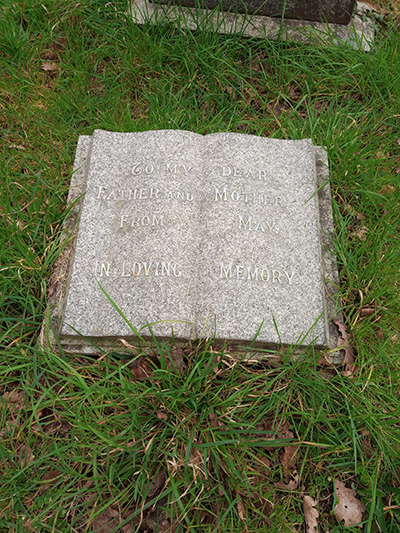 TO MY DEAR
FATHER AND MOTHER
FROM MAY
IN LOVING MEMORY